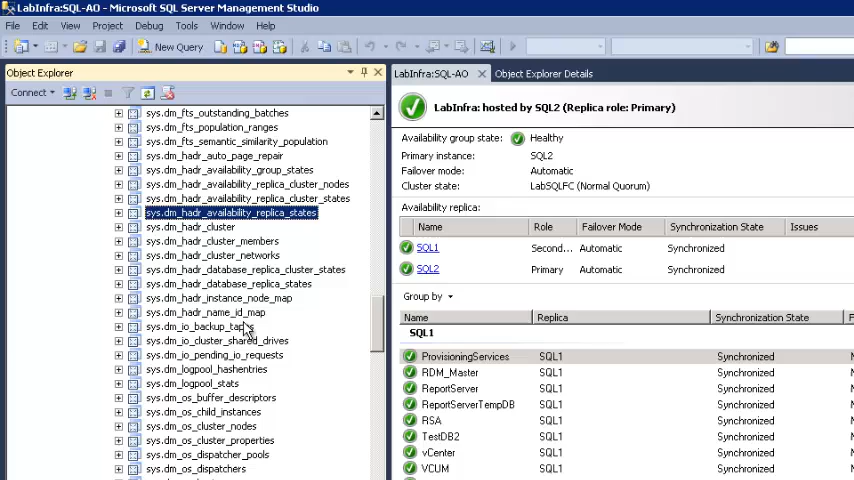 LabInfra:SQL-AO - Microsoft SQL Server Management Studio
File Edit View Project Debug Tools Window Help
New Query
Object Explorer
Connect
sys.dm_fts_outstanding_batches
sys.dm_fts_population_ranges
sys.dm_fts_semantic_similarity_population
sys.dm_hadr_auto_page_repair
sys.dm_hadr_availability_group_states
sys.dm_hadr_availability_replica_cluster_nodes
sys.dm_hadr_availability_replica_cluster_states
sys.dm_hadr_availability_replica_states
sys.dm_hadr_cluster
sys.dm_hadr_cluster_members
sys.dm_hadr_cluster_networks
sys.dm_hadr_database_replica_cluster_states
sys.dm_hadr_database_replica_states
sys.dm_hadr_instance_node_map
sys.dm_hadr_name_id_map
sys.dm_io_backup_tapes
sys.dm_io_cluster_shared_drives
sys.dm_io_pending_io_requests
sys.dm_logpool_hashentries
sys.dm_logpool_stats
sys.dm_os_buffer_descriptors
sys.dm_os_child_instances
sys.dm_os_cluster_nodes
sys.dm_os_cluster_properties
sys.dm_os_dispatcher_pools
sys.dm_os_dispatchers
LabInfra:SQL-AO Object Explorer Details
LabInfra: hosted by SQL2 (Replica role: Primary)
Availability group state: Healthy
Primary instance: SQL2
Failover mode: Automatic
Cluster state: LabSQLFC (Normal Quorum)
Availability replica:
Name Role Failover Mode Synchronization State Issues
SQL1 Second... Automatic Synchronized
SQL2 Primary Automatic Synchronized
Group by
Name Replica Synchronization State F
SQL1
ProvisioningServices SQL1 Synchronized
RDM_Master SQL1 Synchronized
ReportServer SQL1 Synchronized
ReportServerTempDB SQL1 Synchronized
RSA SQL1 Synchronized
TestDB2 SQL1 Synchronized
vCenter SQL1 Synchronized
VCUM SQL1 Synchronized